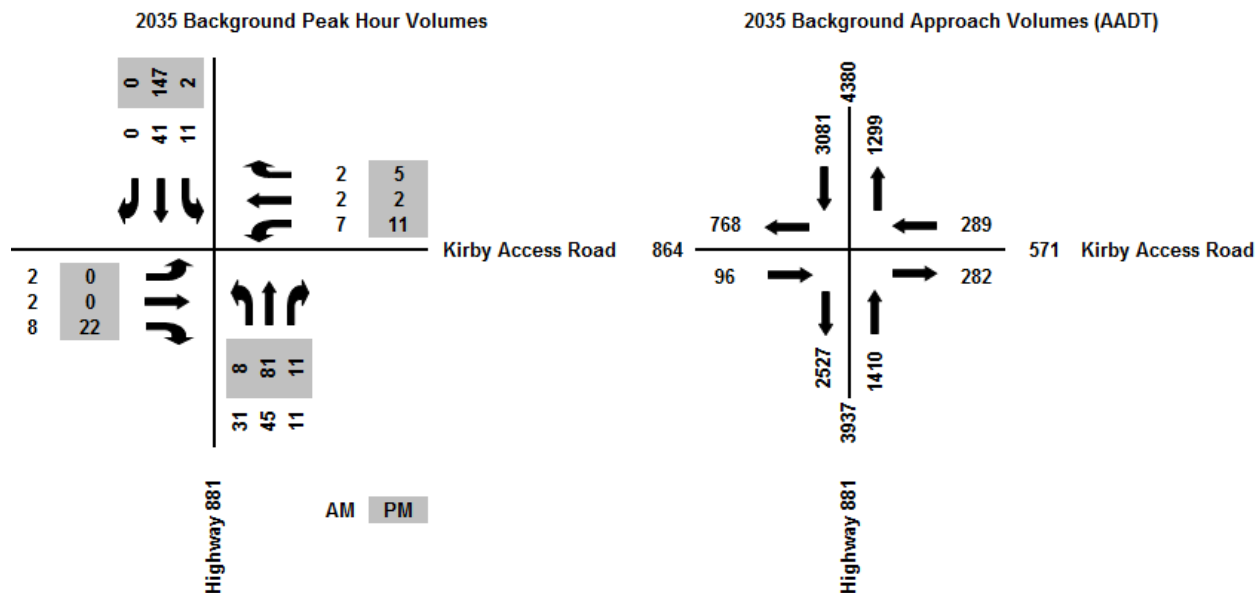 2035 Background Peak Hour Volumes
0 147 2
0 41 11
2 5
2 2
7 11
Kirby Access Road
2 0
2 0
8 22
8 81 11
31 45 11
AM PM
Highway 881
2035 Background Approach Volumes (AADT)
4380
3081 1299
768 289
864 571 Kirby Access Road
96 282
2527 1410
3937
Highway 881